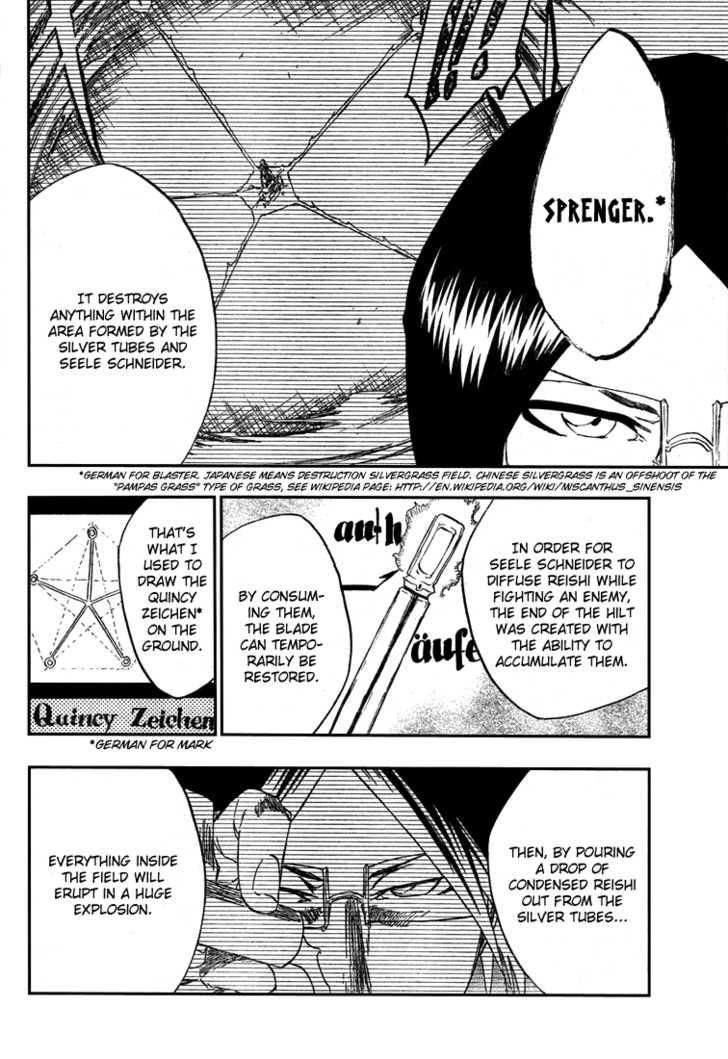 SPRENGER.*
IT DESTROYS
ANYTHING WITHIN THE
AREA FORMED BY THE
SILVER TUBES AND
SEELE SCHNEIDER.
*GERMAN FOR BLASTER. JAPANESE MEANS DESTRUCTION SILVERGRASS FIELD. CHINESE SILVERGRASS IS AN OFFSHOOT OF THE
"PAMPAS GRASS" TYPE OF GRASS, SEE WIKIPEDIA PAGE: HTTP://EN.WIKIPEDIA.ORG/WIKI/MISCANTHUS_SINENSIS
IN ORDER FOR
SEELE SCHNEIDER TO
DIFFUSE REISHI WHILE
FIGHTING AN ENEMY,
THE END OF THE HILT
WAS CREATED WITH
THE ABILITY TO
ACCUMULATE THEM.
auth
äufe
BY CONSUM-
ING THEM,
THE BLADE
CAN TEMPO-
RARILY BE
RESTORED.
THAT'S
WHAT I
USED TO
DRAW THE
QUINCY
ZEICHEN*
ON THE
GROUND.
Quincy Zeichen
*GERMAN FOR MARK
THEN, BY POURING
A DROP OF
CONDENSED REISHI
OUT FROM THE
SILVER TUBES...
EVERYTHING INSIDE
THE FIELD WILL
ERUPT IN A HUGE
EXPLOSION.